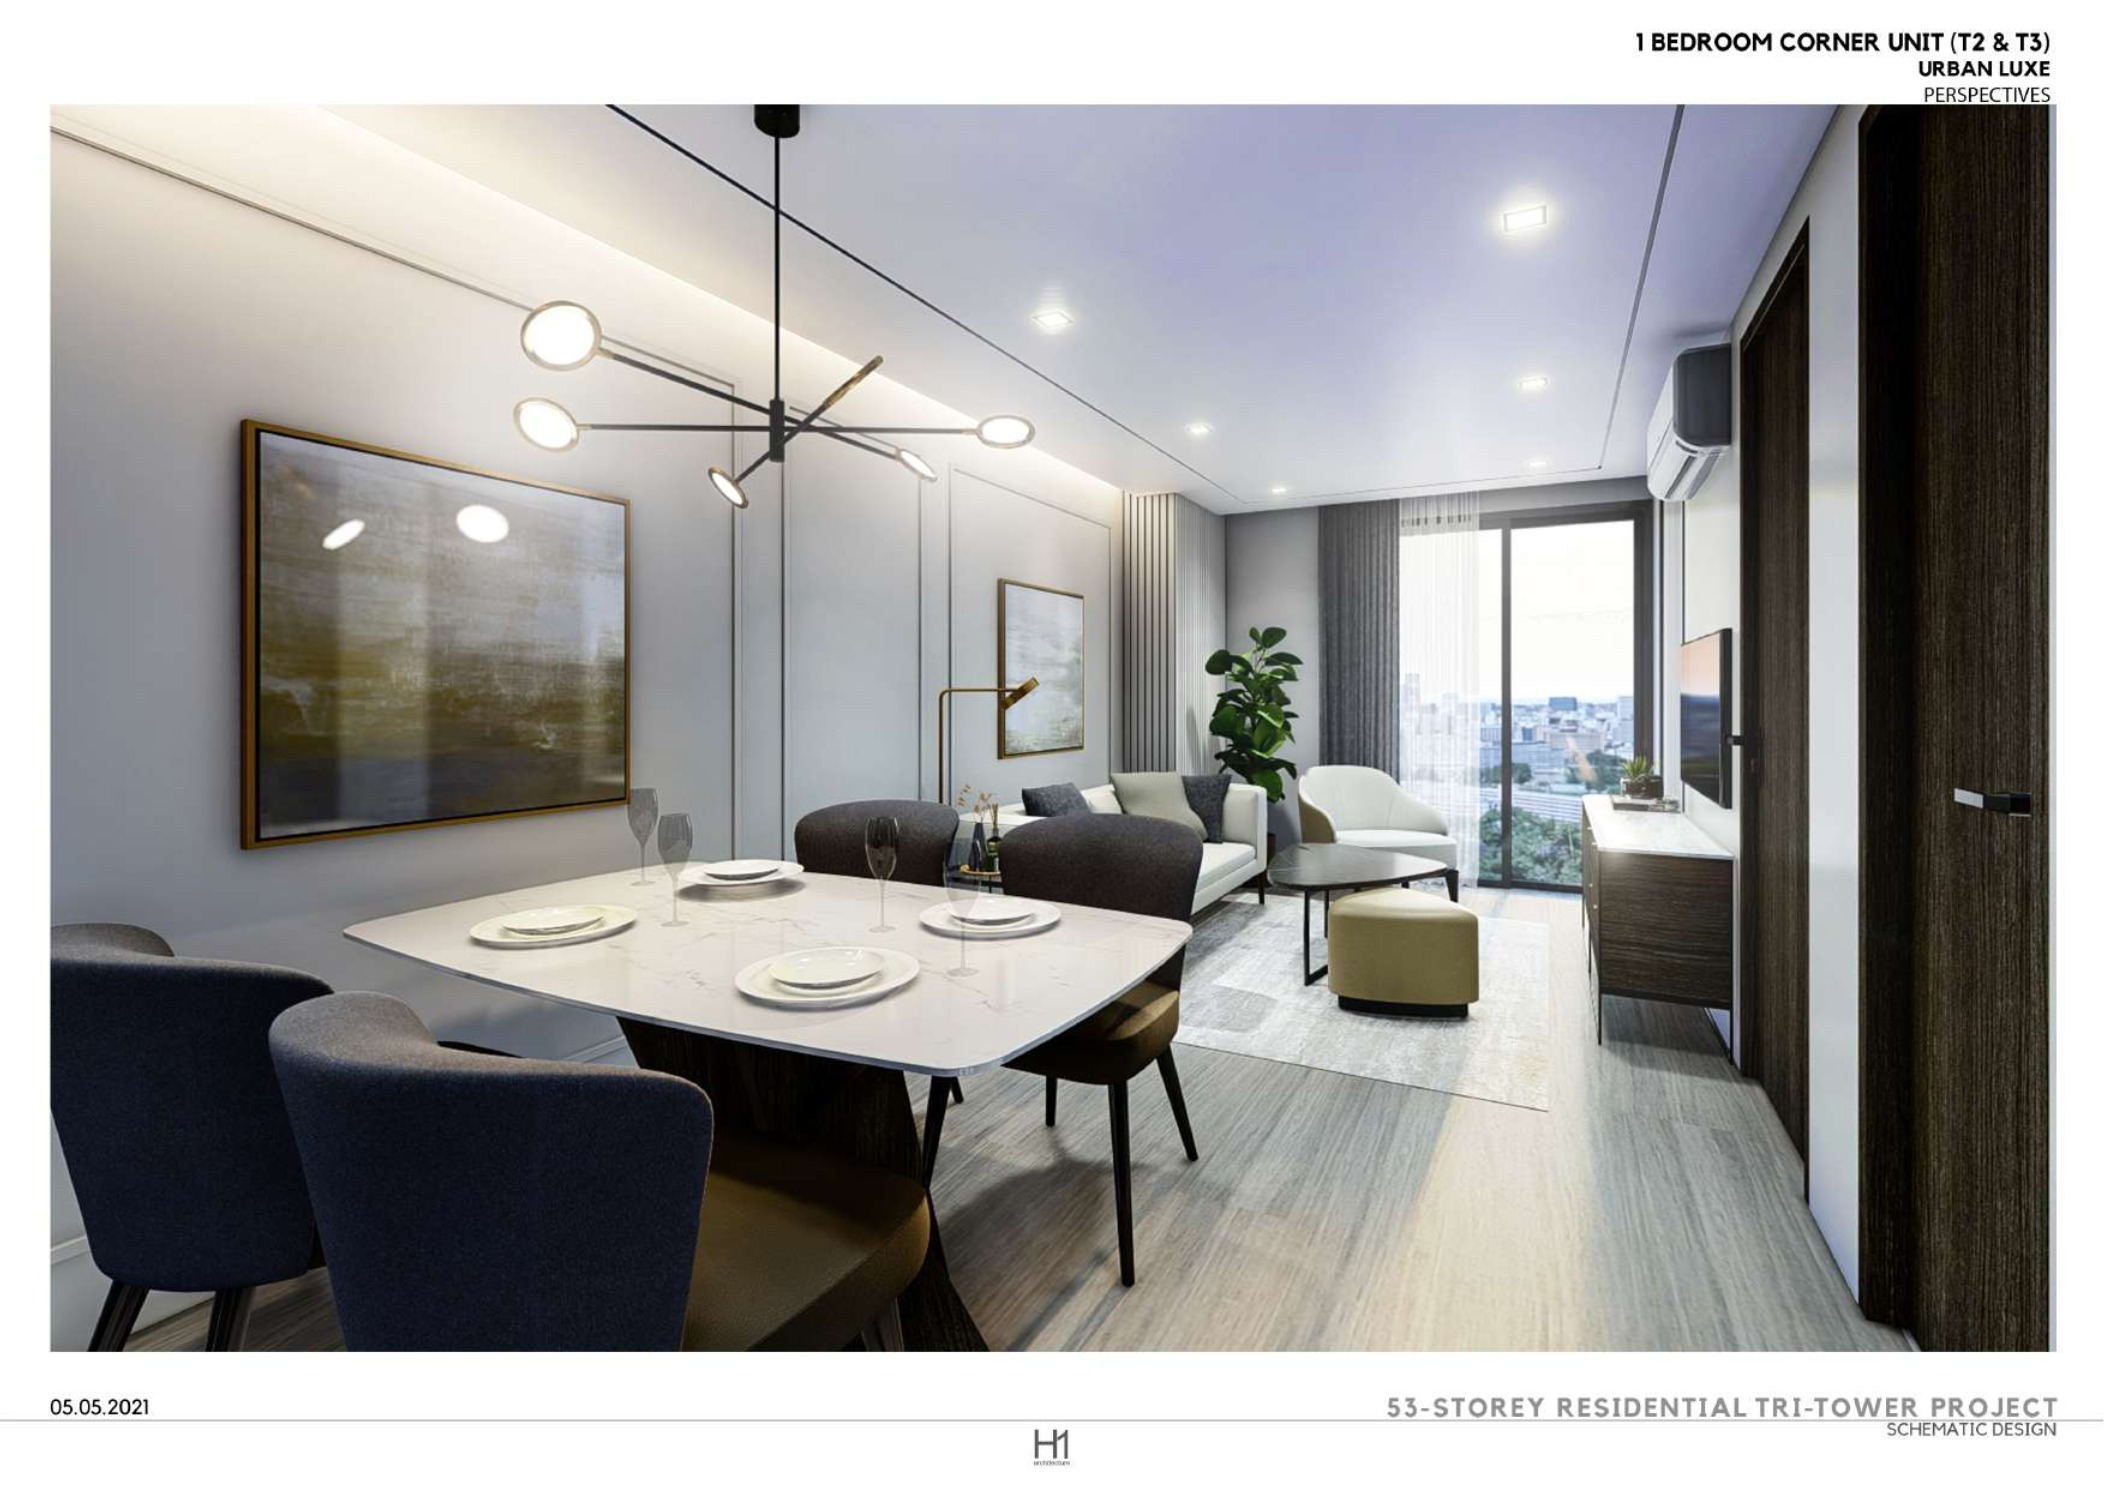 1 BEDROOM CORNER UNIT (T2 & T3)
URBAN LUXE
PERSPECTIVES
05.05.2021
53-STOREY RESIDENTIAL TRI-TOWER PROJECT
SCHEMATIC DESIGN
H1
architecture